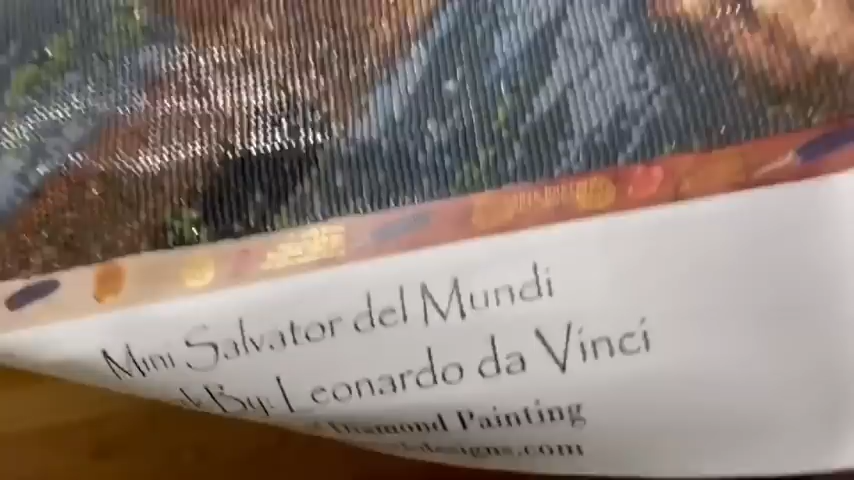 Mini Salvator del Mundi
By: Leonardo da Vinci
Diamond Painting